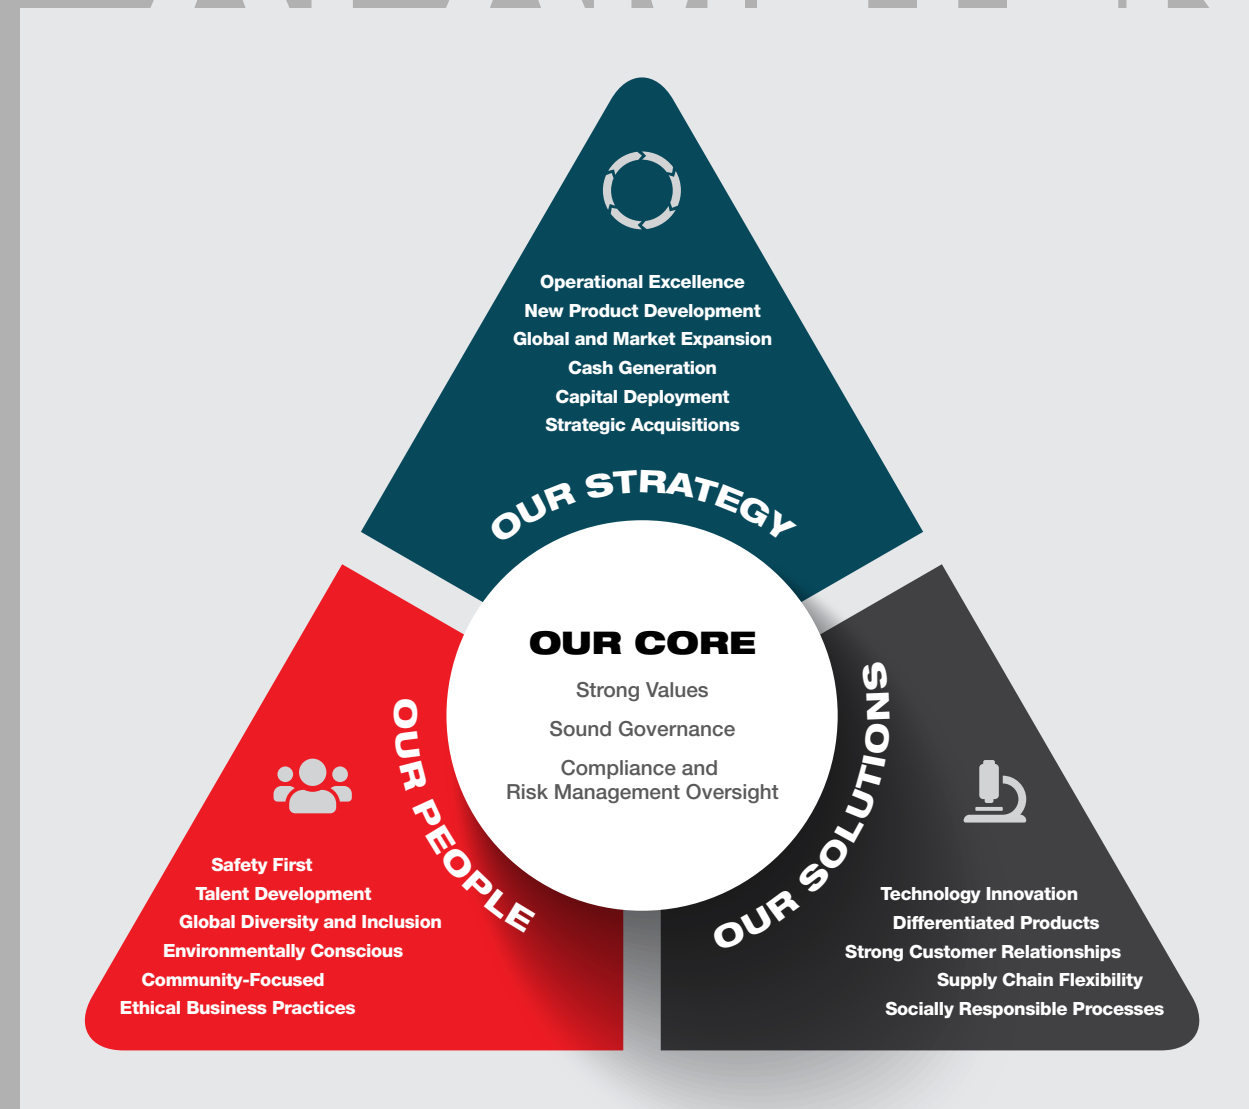 Operational Excellence
New Product Development
Global and Market Expansion
Cash Generation
Capital Deployment
Strategic Acquisitions
OUR STRATEGY
OUR CORE
Strong Values
Sound Governance
Compliance and
Risk Management Oversight
OUR PEOPLE
Safety First
Talent Development
Global Diversity and Inclusion
Environmentally Conscious
Community-Focused
Ethical Business Practices
OUR SOLUTIONS
Technology Innovation
Differentiated Products
Strong Customer Relationships
Supply Chain Flexibility
Socially Responsible Processes